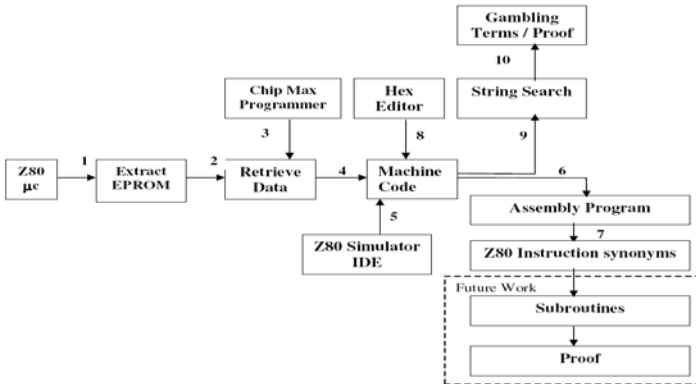 Gambling
Terms / Proof
10
Chip Max
Programmer
Hex
Editor
String Search
3
8
9
1
2
4
6
Z80
μc
Extract
EPROM
Retrieve
Data
Machine
Code
Assembly Program
5
7
Z80 Simulator
IDE
Z80 Instruction synonyms
Future Work
Subroutines
Proof